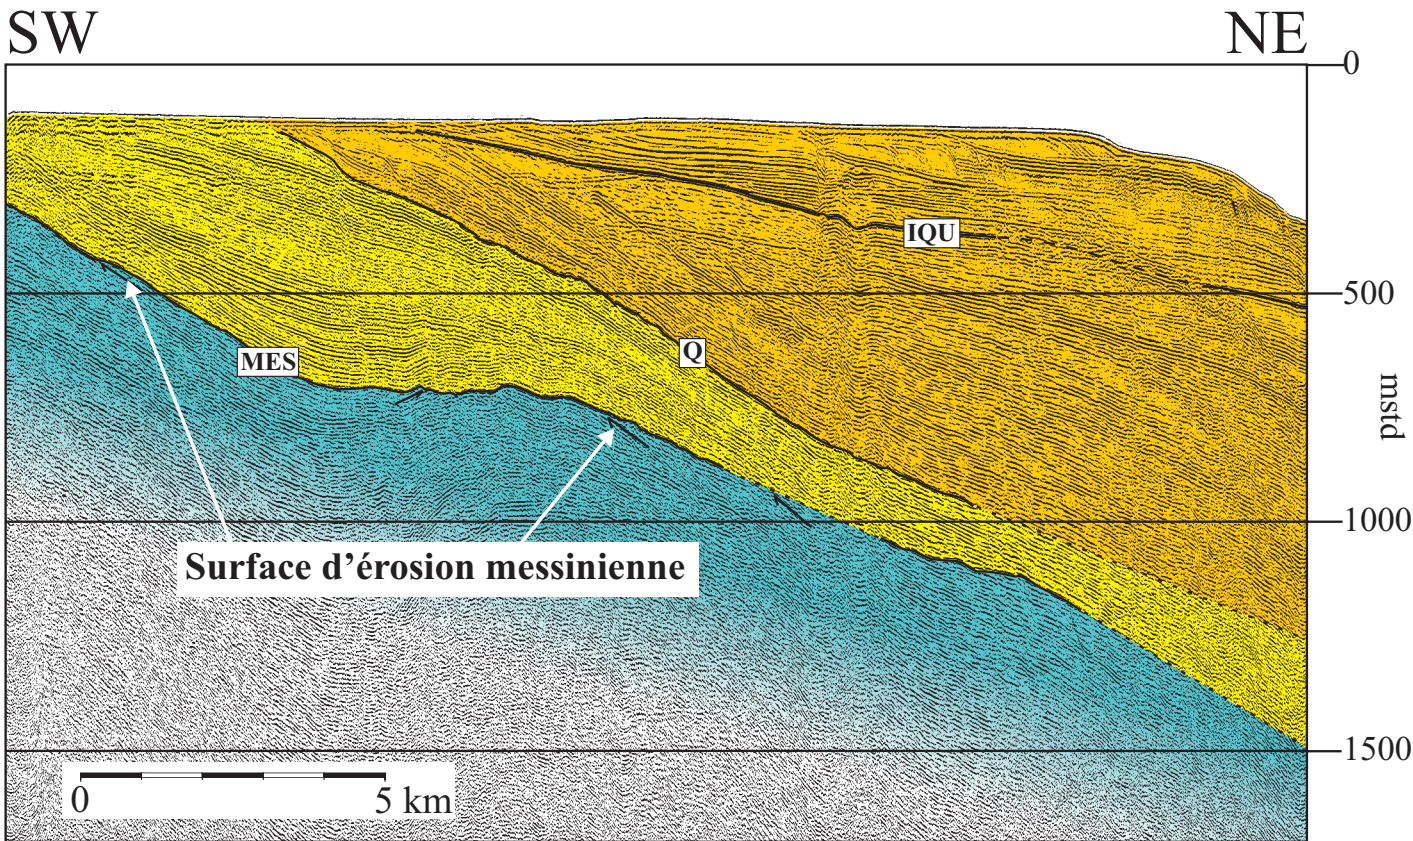 SW
NE
0
IQU
500
Q
MES
mstd
1000
Surface d’érosion messinienne
1500
0
5 km